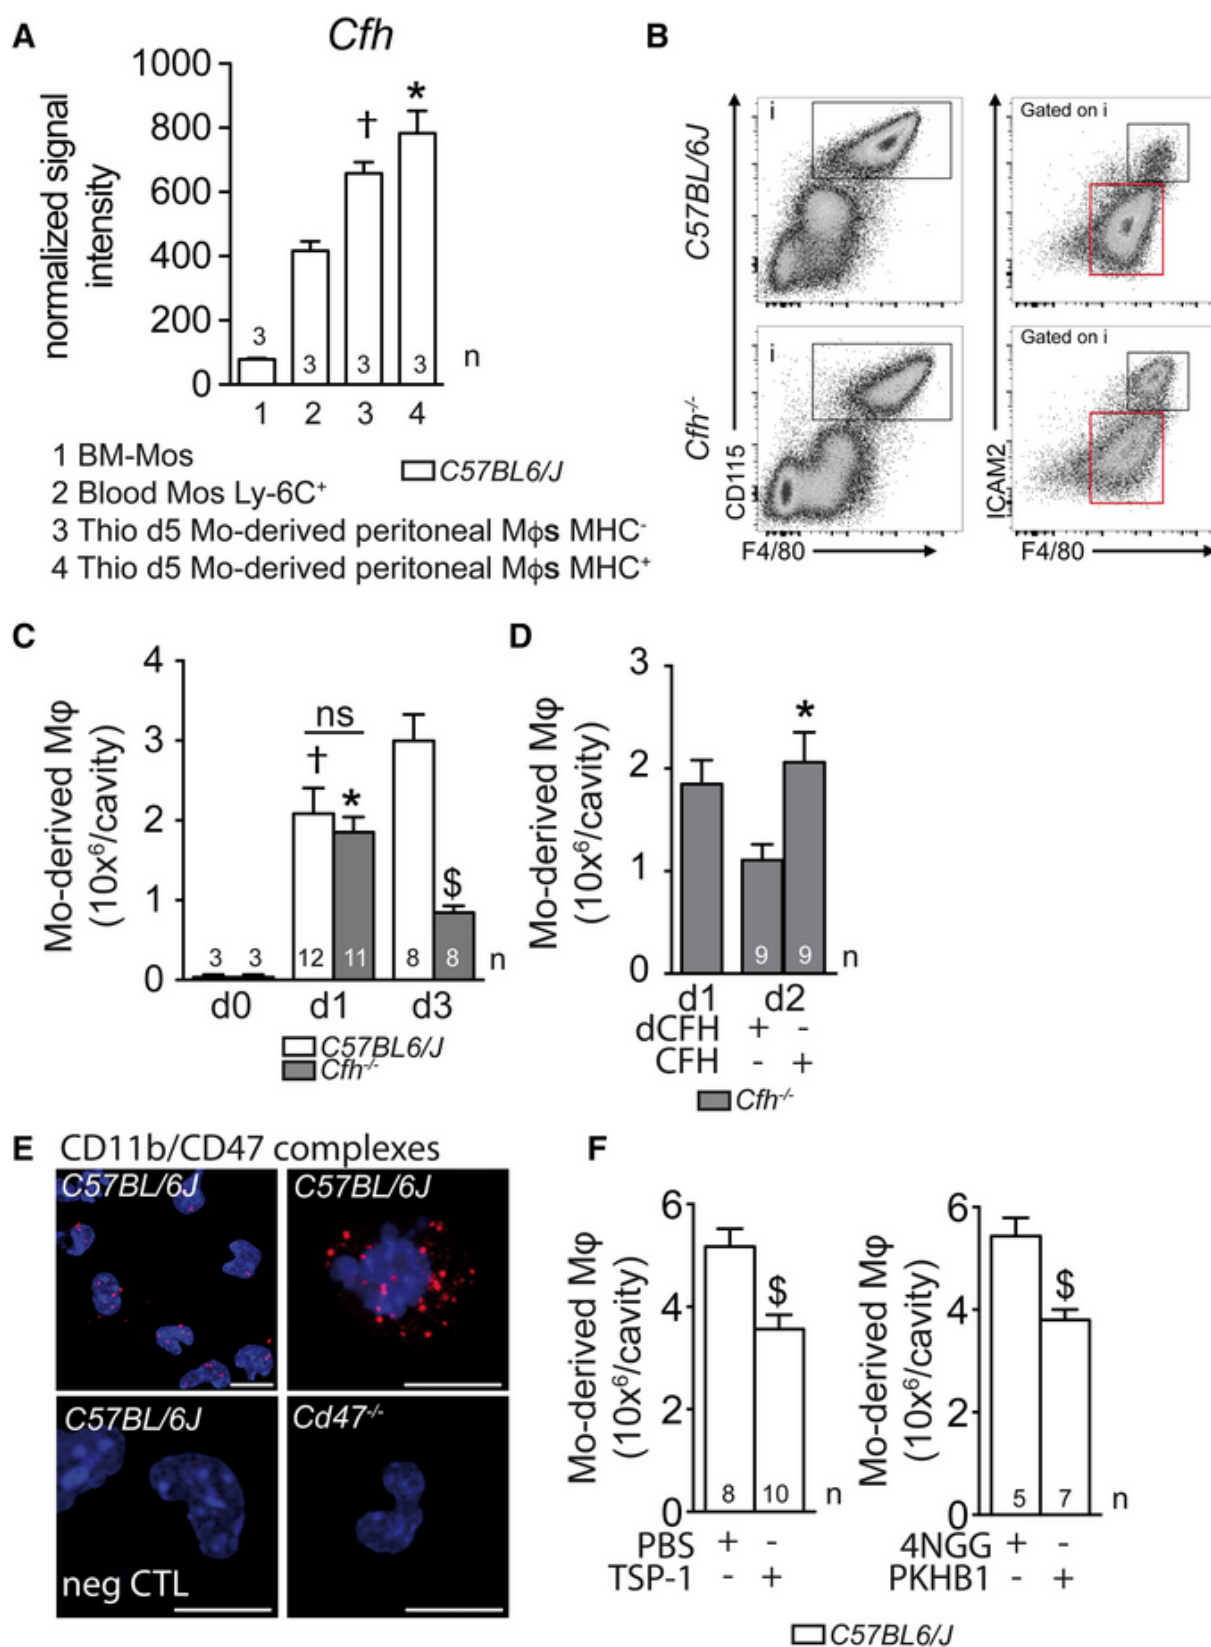 A
Cfh
normalized signal
intensity
1000
800
600
400
200
0
†
*
3
3
3
3
n
1 2 3 4
1 BM-Mos
C57BL6/J
2 Blood Mos Ly-6C⁺
3 Thio d5 Mo-derived peritoneal Mϕs MHC⁻
4 Thio d5 Mo-derived peritoneal Mϕs MHC⁺
B
C57BL/6J
i
Gated on i
Cfh⁻/⁻
i
Gated on i
CD115
ICAM2
F4/80
F4/80
C
Mo-derived Mφ
(10x⁶/cavity)
4
3
2
1
0
ns
†
*
$
3 3 12 11 8 8 n
d0 d1 d3
C57BL6/J
Cfh⁻/⁻
D
Mo-derived Mφ
(10x⁶/cavity)
3
2
1
0
*
9 9 n
d1 d2
dCFH + -
CFH - +
Cfh⁻/⁻
E CD11b/CD47 complexes
C57BL/6J
C57BL/6J
C57BL/6J
Cd47⁻/⁻
neg CTL
F
Mo-derived Mφ
(10x⁶/cavity)
6
4
2
0
$
8 10 n
PBS + -
TSP-1 - +
Mo-derived Mφ
(10x⁶/cavity)
6
4
2
0
$
5 7 n
4NGG + -
PKHB1 - +
C57BL6/J